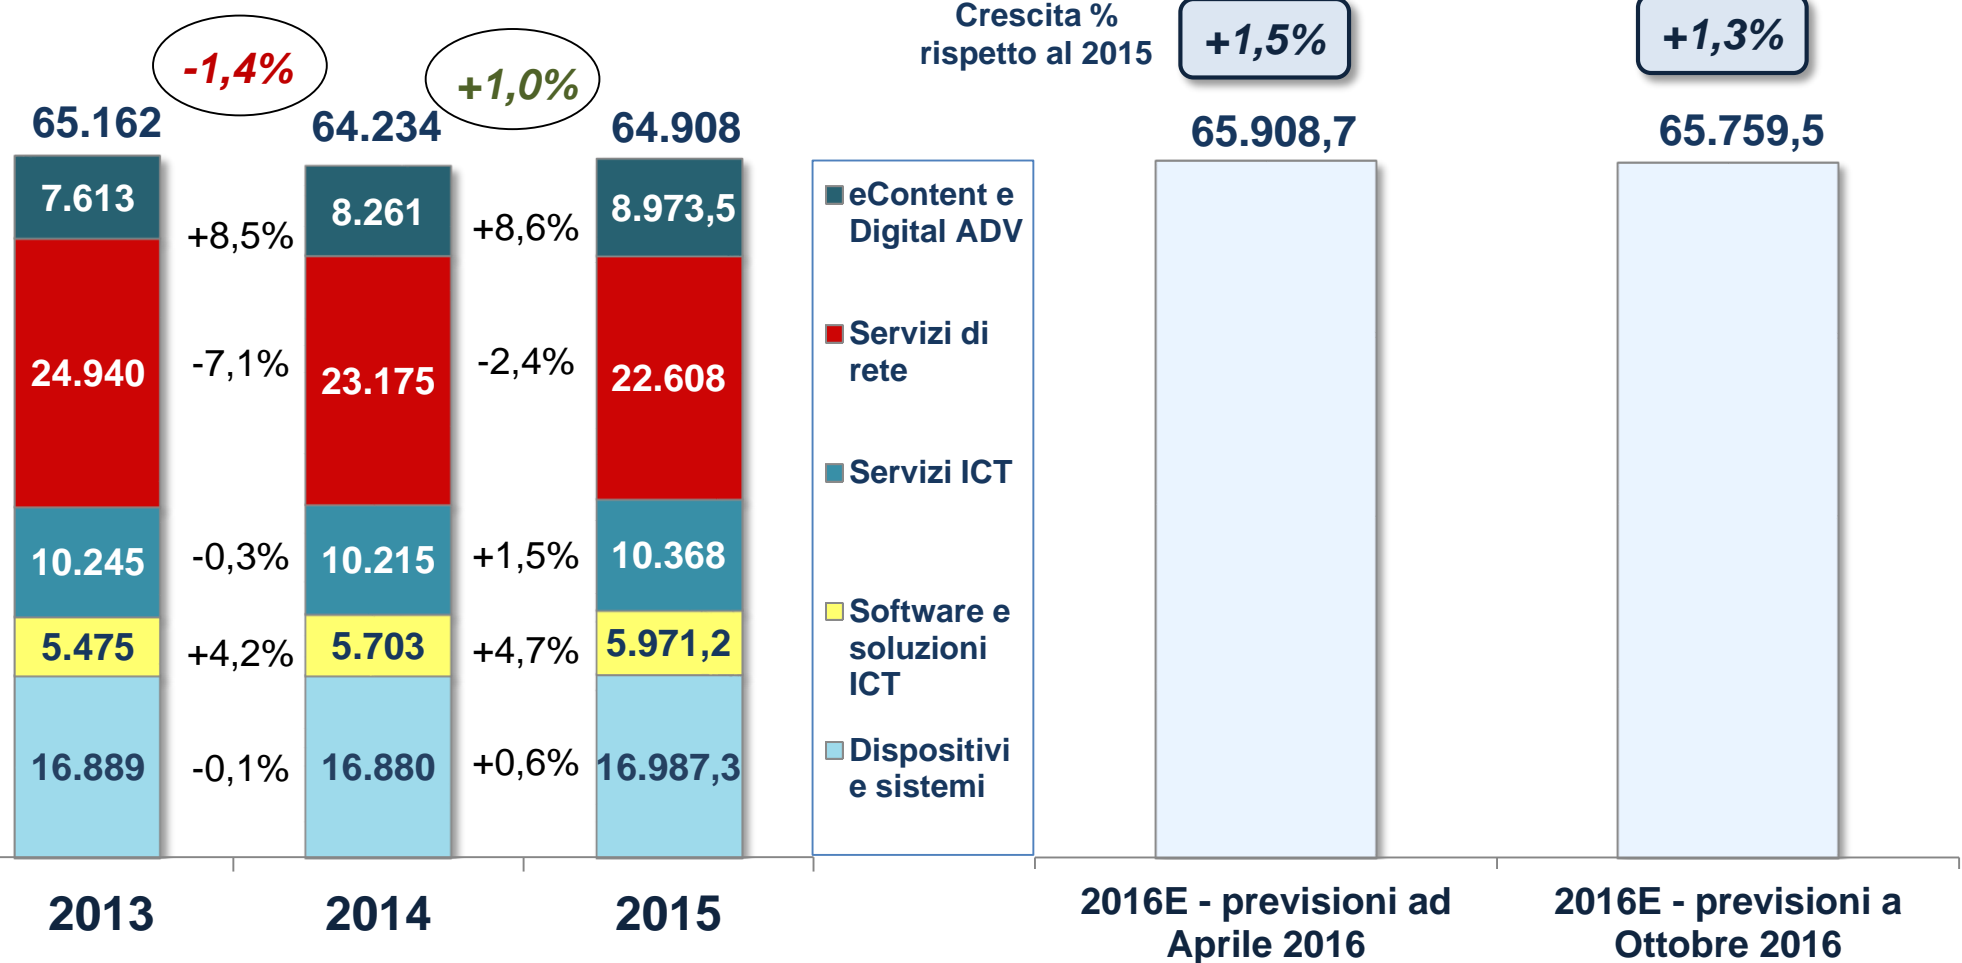 Crescita %
rispetto al 2015
+1,5%
+1,3%
-1,4%
+1,0%
65.162
64.234
64.908
65.908,7
65.759,5
7.613
+8,5%
8.261
+8,6%
8.973,5
24.940
-7,1%
23.175
-2,4%
22.608
10.245
-0,3%
10.215
+1,5%
10.368
5.475
+4,2%
5.703
+4,7%
5.971,2
16.889
-0,1%
16.880
+0,6%
16.987,3
eContent e
Digital ADV
Servizi di
rete
Servizi ICT
Software e
soluzioni
ICT
Dispositivi
e sistemi
2013
2014
2015
2016E - previsioni ad
Aprile 2016
2016E - previsioni a
Ottobre 2016